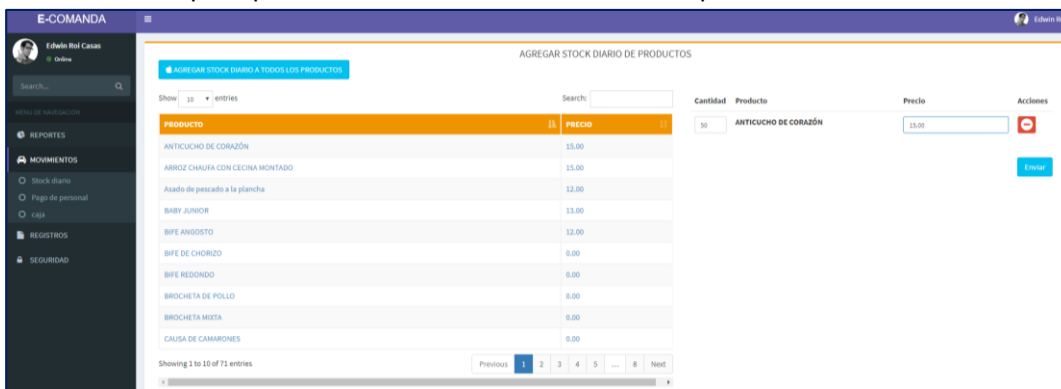 E-COMANDA
Edwin Roi
Edwin Roi Casas
Online
Search...
MENU DE NAVEGACION
REPORTES
MOVIMIENTOS
Stock diario
Pago de personal
caja
REGISTROS
SEGURIDAD
AGREGAR STOCK DIARIO DE PRODUCTOS
AGREGAR STOCK DIARIO A TODOS LOS PRODUCTOS
Show 10 entries Search:
PRODUCTO PRECIO
ANTICUCHO DE CORAZÓN 15.00
ARROZ CHAUFA CON CECINA MONTADO 15.00
Asado de pescado a la plancha 12.00
BABY JUNIOR 13.00
BIFE ANGOSTO 12.00
BIFE DE CHORIZO 0.00
BIFE REDONDO 0.00
BROCHETA DE POLLO 0.00
BROCHETA MIXTA 0.00
CAUSA DE CAMARONES 0.00
Showing 1 to 10 of 71 entries Previous 1 2 3 4 5 ... 8 Next
Cantidad Producto Precio Acciones
50 ANTICUCHO DE CORAZÓN 15.00
Enviar